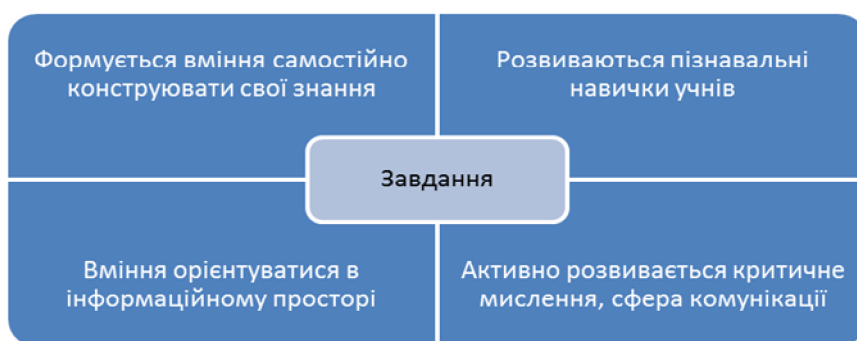 Формується вміння самостійно
конструювати свої знання
Розвиваються пізнавальні
навички учнів
Завдання
Вміння орієнтуватися в
інформаційному просторі
Активно розвивається критичне
мислення, сфера комунікації